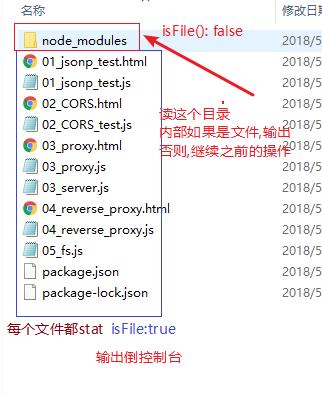 名称
修改日期
node_modules
isFile(): false
2018/5
01_jsonp_test.html
2018/5
01_jsonp_test.js
2018/5
02_CORS.html
2018/5
02_CORS_test.js
2018/5
03_proxy.html
2018/5
03_proxy.js
2018/5
03_server.js
2018/5
04_reverse_proxy.html
2018/5
04_reverse_proxy.js
2018/5
05_fs.js
2018/5
package.json
2018/5
package-lock.json
2018/5
读这个目录
内部如果是文件,输出
否则,继续之前的操作
每个文件都stat isFile:true
输出倒控制台